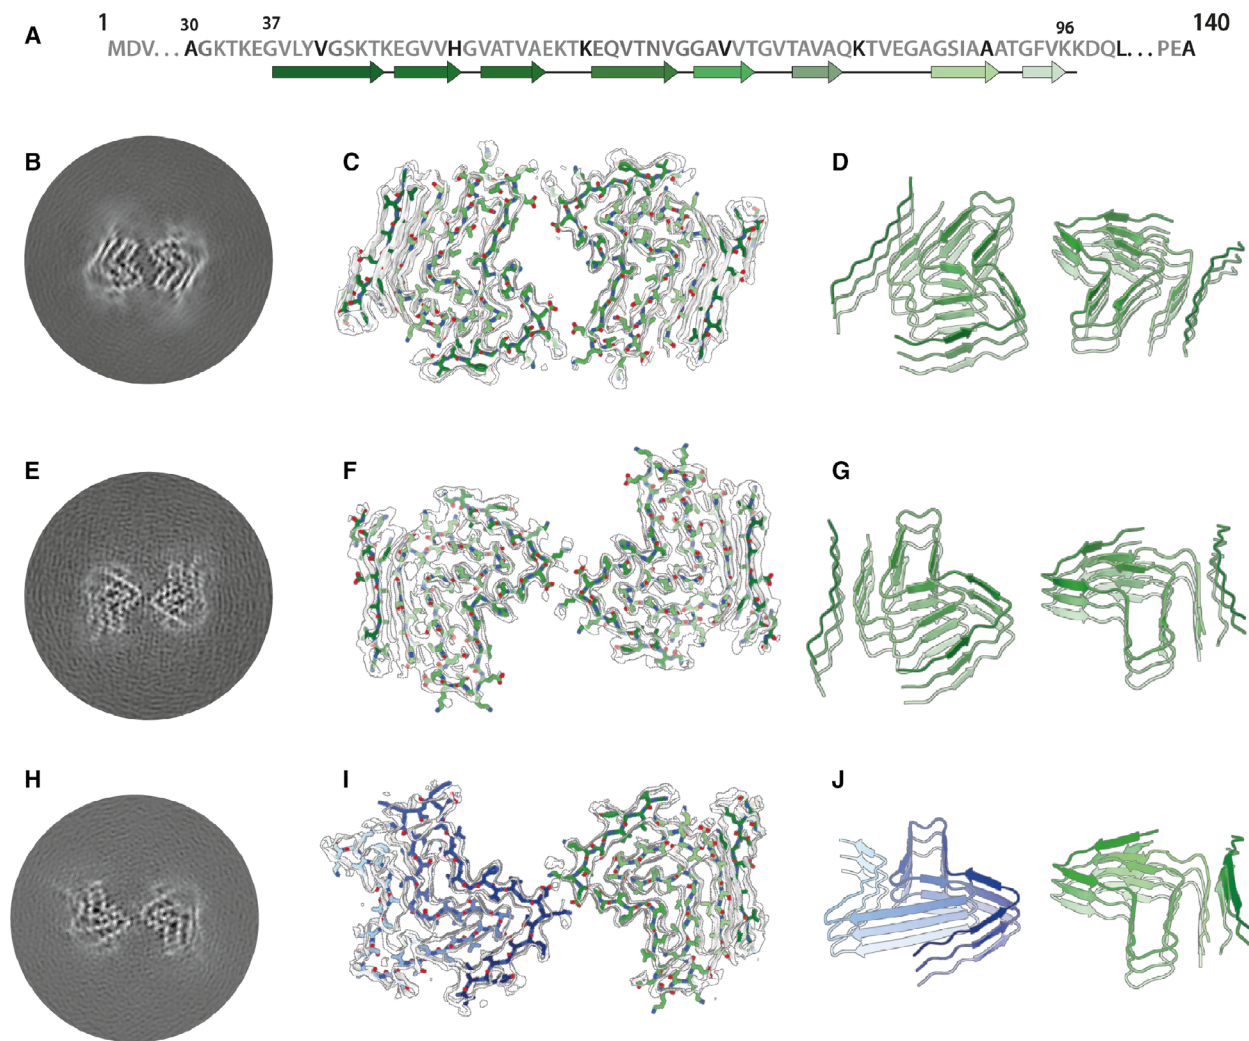 1 30 37 96 140
A MDV...AGKTKEGVLYVGSKTKEGVVHGVATVAEKTKEQVTNVGGAVVTGVTAVAQKTVEGAGSIAAATGFVKKDQL...PEA
B C D
E F G
H I J